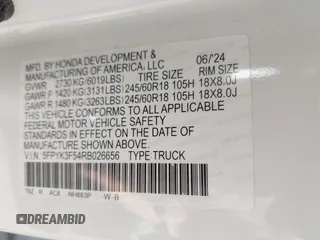 MFD BY HONDA DEVELOPMENT &
MANUFACTURING OF AMERICA, LLC 06/24
GVWR 2730 KG(6019LBS) TIRE SIZE RIM SIZE
GAWR F 1420 KG(3131LBS) 245/60R18 105H 18X8.0J
GAWR R 1480 KG(3263LBS) 245/60R18 105H 18X8.0J
THIS VEHICLE CONFORMS TO ALL APPLICABLE
FEDERAL MOTOR VEHICLE SAFETY
STANDARDS IN EFFECT ON THE DATE OF
MANUFACTURE SHOWN ABOVE.
V.I.N: 5FPYK3F54RB026656 TYPE:TRUCK
R AC8 NH883P -W -B
DREAMBID